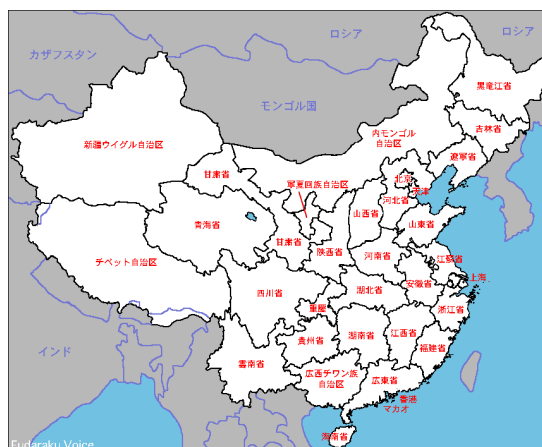 ロシア
ロシア
カザフスタン
モンゴル国
黒竜江省
吉林省
内モンゴル
自治区
新疆ウイグル自治区
遼寧省
甘粛省
寧夏回族自治区
北京
天津
河北省
山西省
青海省
山東省
甘粛省
陝西省
河南省
江蘇省
チベット自治区
上海
四川省
湖北省
安徽省
重慶
浙江省
貴州省
湖南省
江西省
福建省
インド
雲南省
広西チワン族
自治区
広東省
香港
マカオ
海南省
Fudaraku Voice